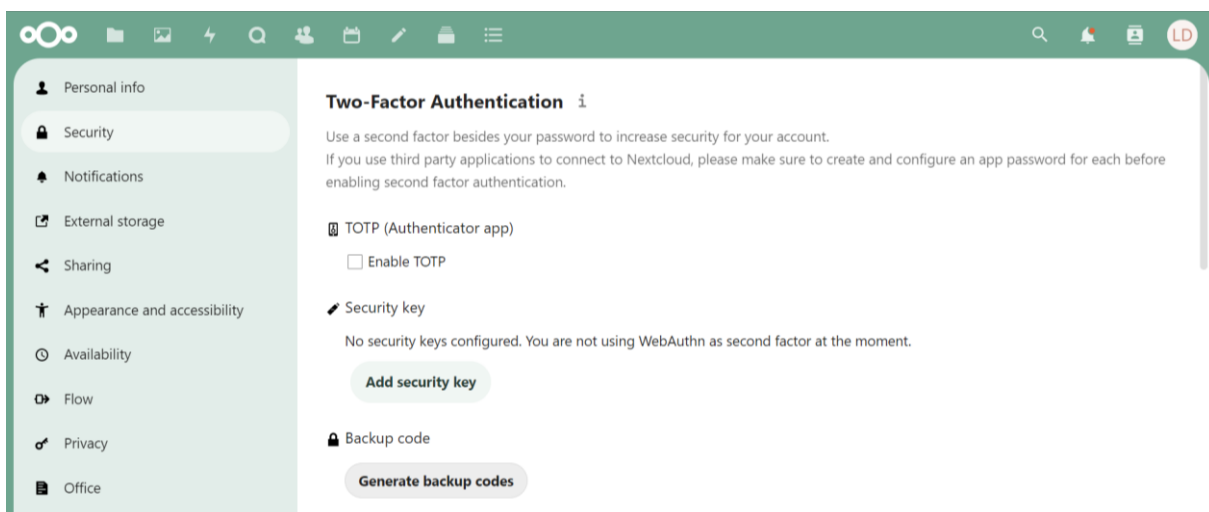 LD
Personal info
Security
Notifications
External storage
Sharing
Appearance and accessibility
Availability
Flow
Privacy
Office
Two-Factor Authentication i
Use a second factor besides your password to increase security for your account.
If you use third party applications to connect to Nextcloud, please make sure to create and configure an app password for each before
enabling second factor authentication.
TOTP (Authenticator app)
Enable TOTP
Security key
No security keys configured. You are not using WebAuthn as second factor at the moment.
Add security key
Backup code
Generate backup codes